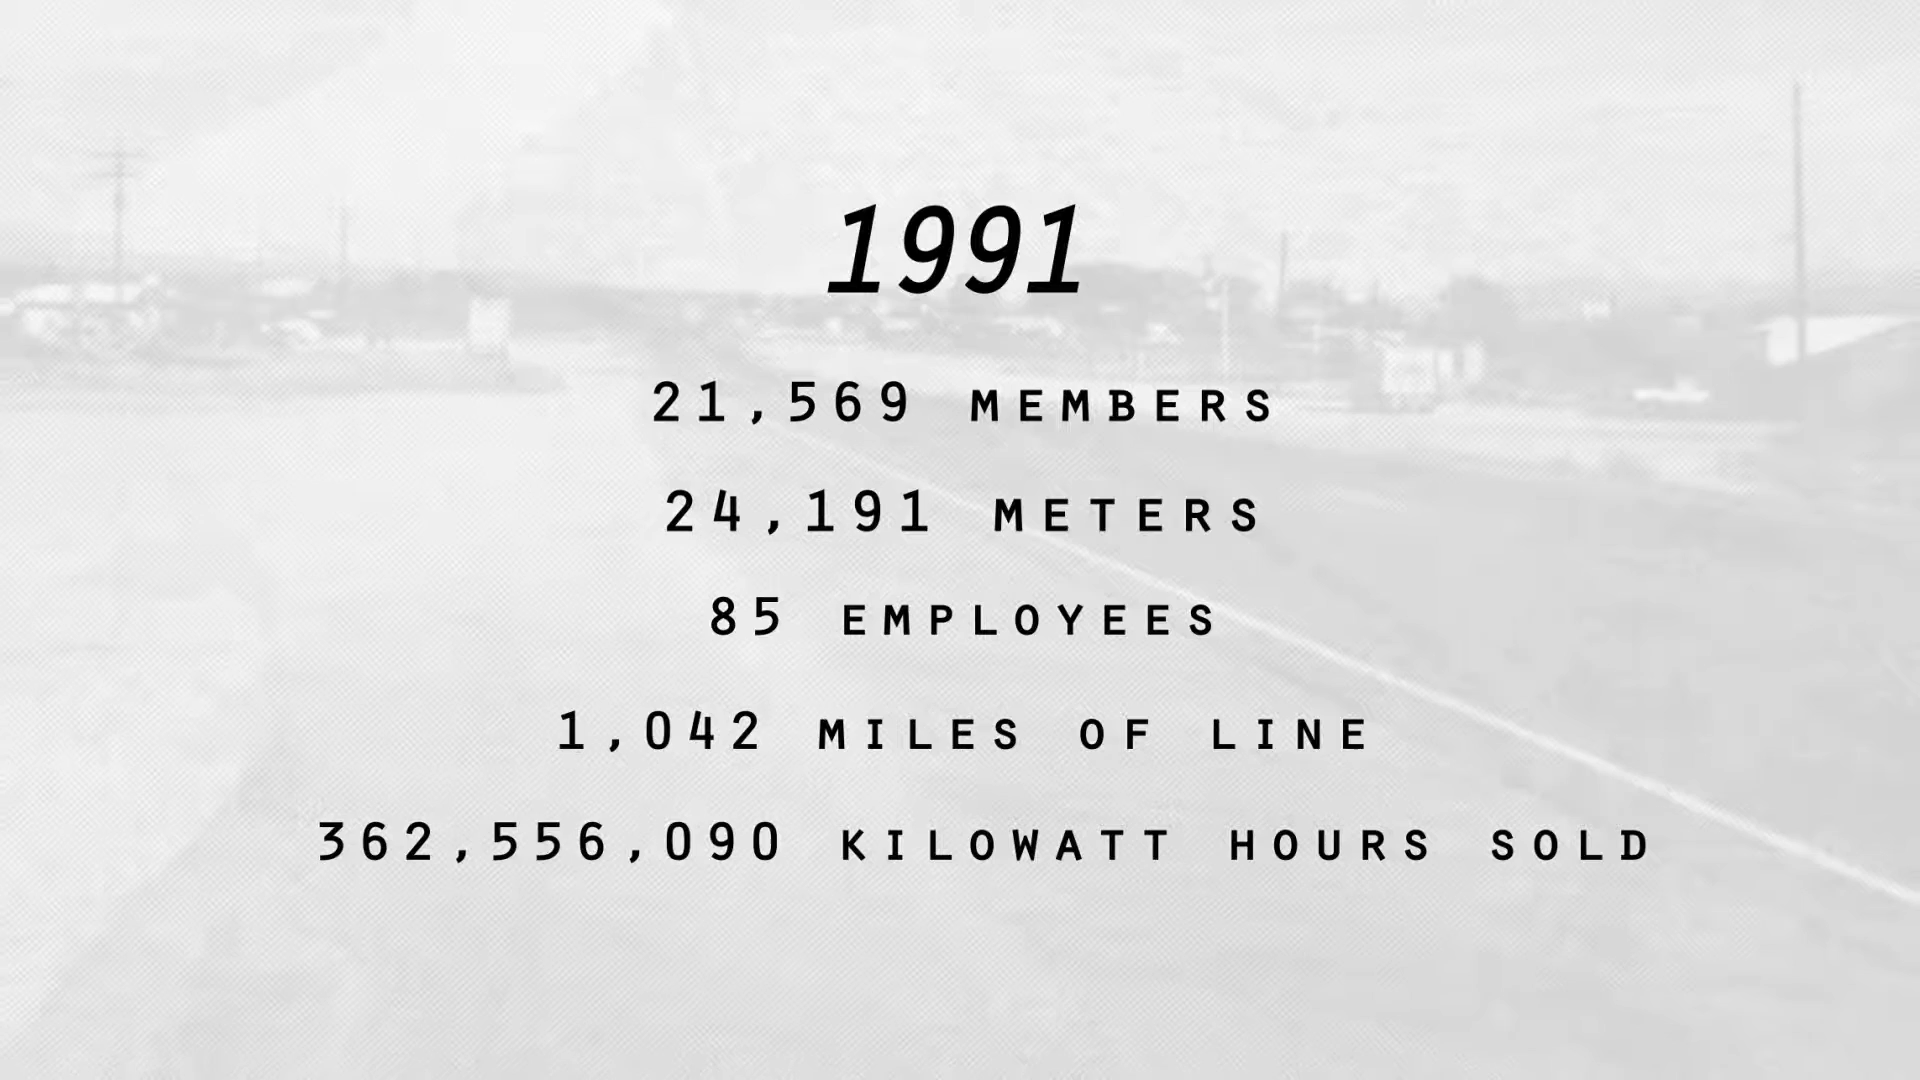 1991
21,569 MEMBERS
24,191 METERS
85 EMPLOYEES
1,042 MILES OF LINE
362,556,090 KILOWATT HOURS SOLD